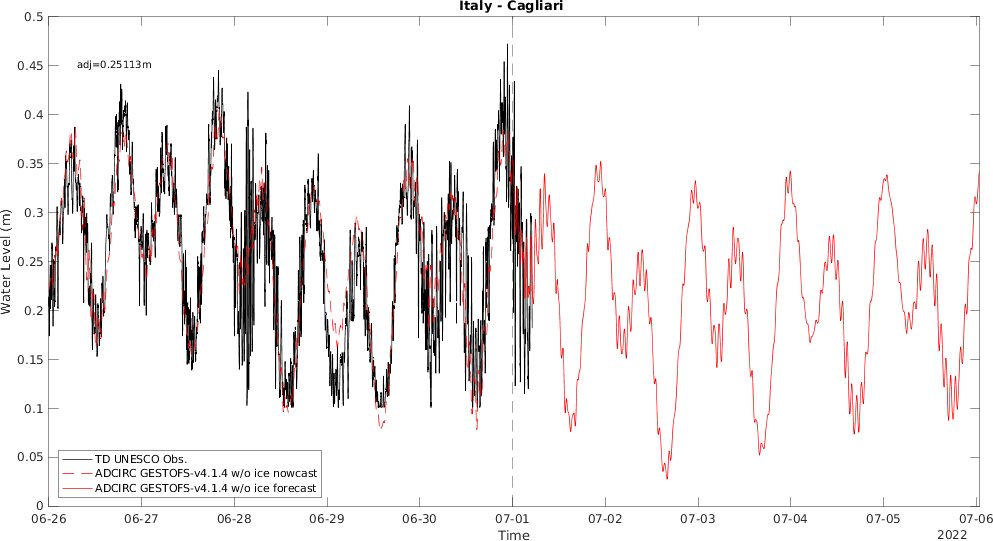 Italy - Cagliari
adj=0.25113m
Water Level (m)
0.5
0.45
0.4
0.35
0.3
0.25
0.2
0.15
0.1
0.05
0
TD UNESCO Obs.
ADCIRC GESTOFS-v4.1.4 w/o ice nowcast
ADCIRC GESTOFS-v4.1.4 w/o ice forecast
06-26 06-27 06-28 06-29 06-30 07-01 07-02 07-03 07-04 07-05 07-06
Time
2022